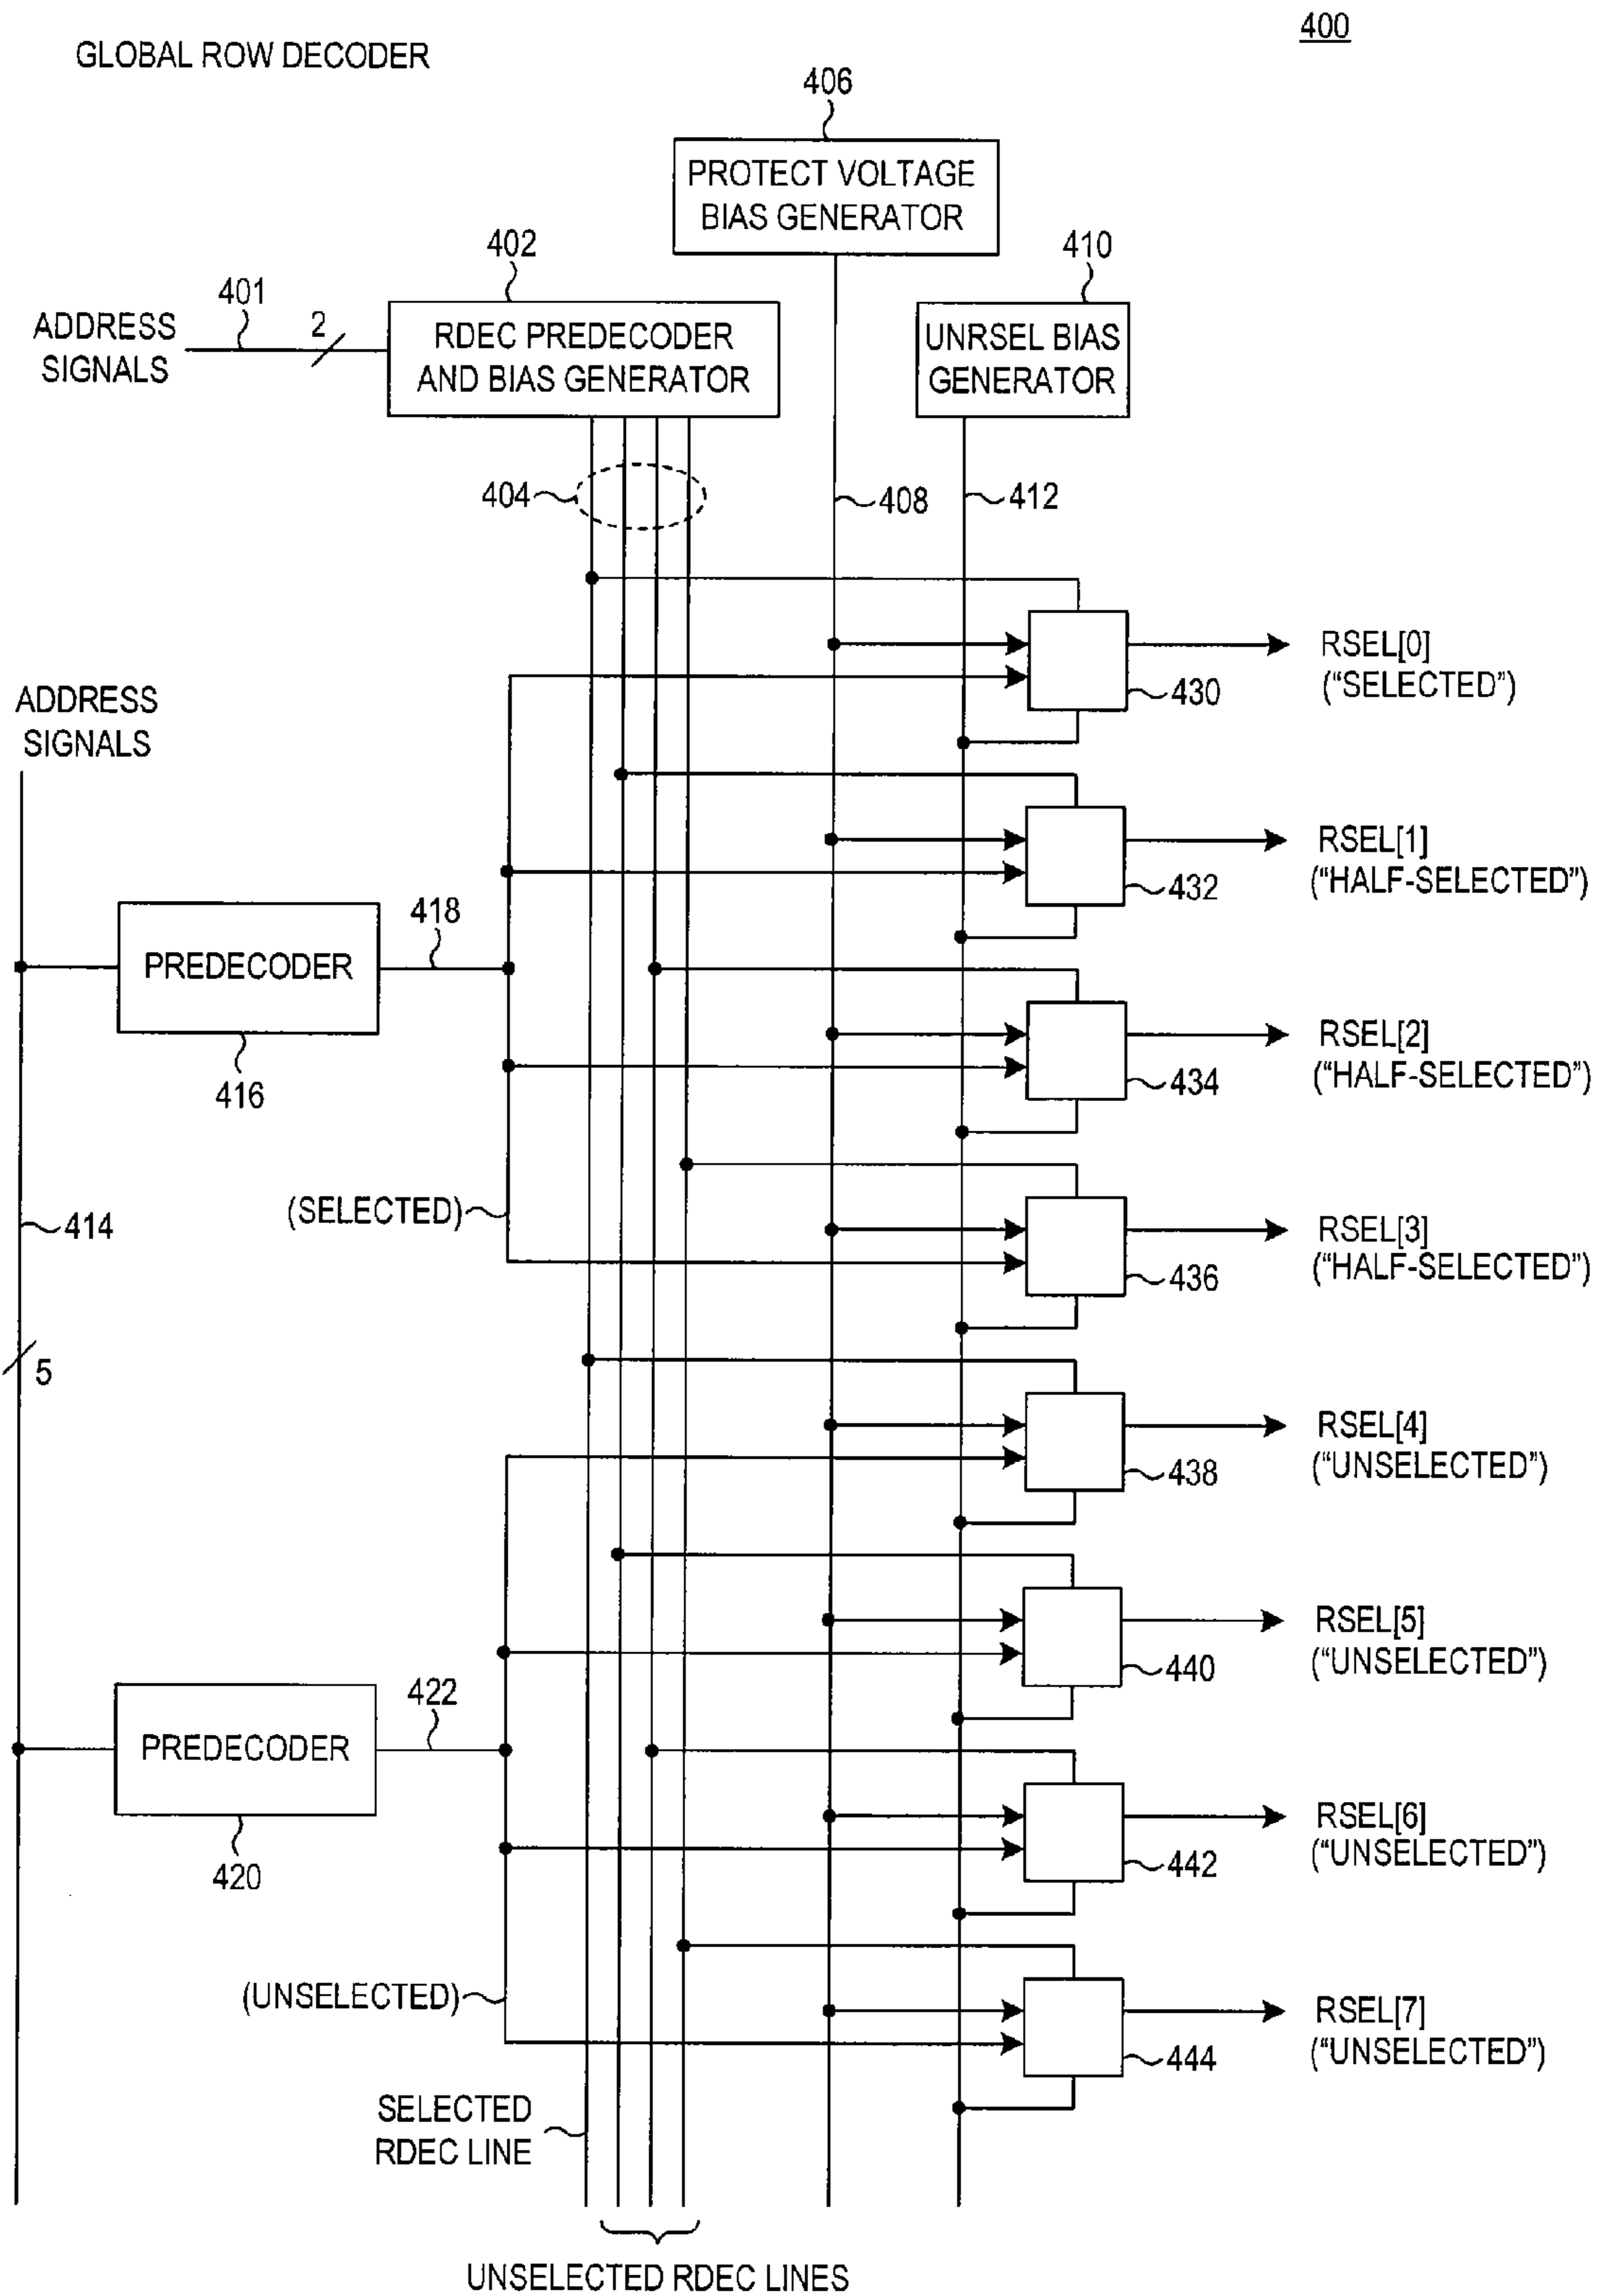 400
GLOBAL ROW DECODER
406
PROTECT VOLTAGE
BIAS GENERATOR
402
410
401
2
ADDRESS
SIGNALS
RDEC PREDECODER
AND BIAS GENERATOR
UNRSEL BIAS
GENERATOR
404
408
412
RSEL[0]
("SELECTED")
430
ADDRESS
SIGNALS
RSEL[1]
("HALF-SELECTED")
432
418
PREDECODER
416
RSEL[2]
("HALF-SELECTED")
434
(SELECTED)
414
RSEL[3]
("HALF-SELECTED")
436
5
RSEL[4]
("UNSELECTED")
438
RSEL[5]
("UNSELECTED")
440
422
PREDECODER
420
RSEL[6]
("UNSELECTED")
442
(UNSELECTED)
RSEL[7]
("UNSELECTED")
444
SELECTED
RDEC LINE
UNSELECTED RDEC LINES